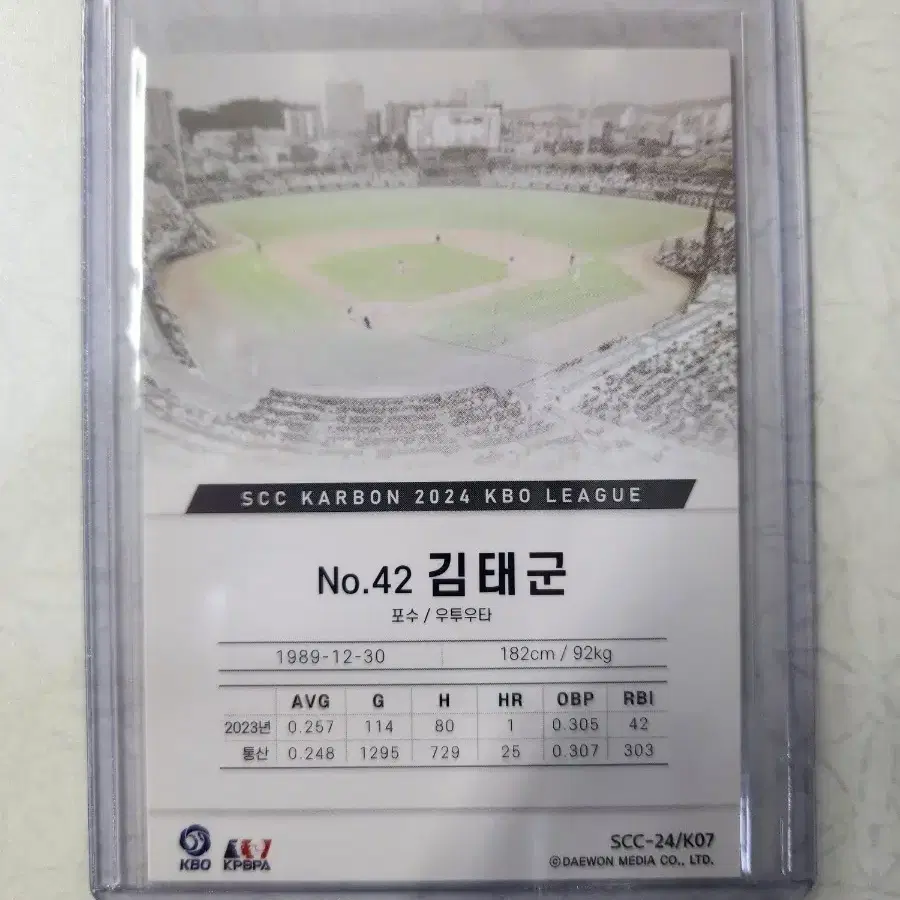 SCC KARBON 2024 KBO LEAGUE
No.42 김태군
포수 / 우투우타
1989-12-30 182cm / 92kg
AVG G H HR OBP RBI
2023년 0.257 114 80 1 0.305 42
통산 0.248 1295 729 25 0.307 303
KBO KPBPA
SCC-24/K07
©DAEWON MEDIA CO., LTD.